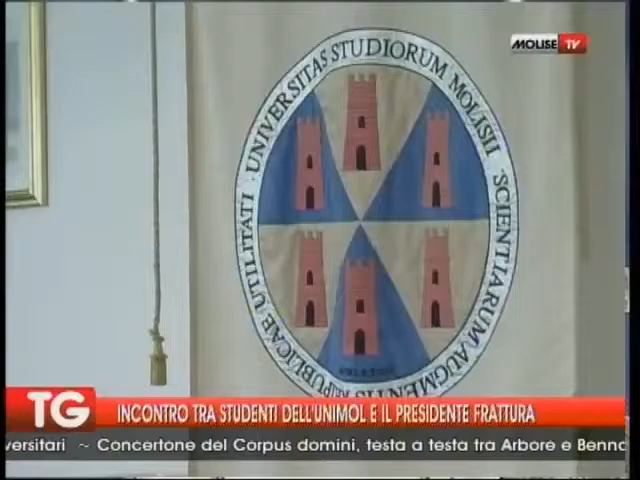 MOLISE TV
UNIVERSITAS STUDIORUM MOLISII SCIENTIARUM AUGMENTIS REIPUBLICAE UTILITATI
TG INCONTRO TRA STUDENTI DELL'UNIMOL E IL PRESIDENTE FRATTURA
versitari ~ Concertone del Corpus domini, testa a testa tra Arbore e Benna